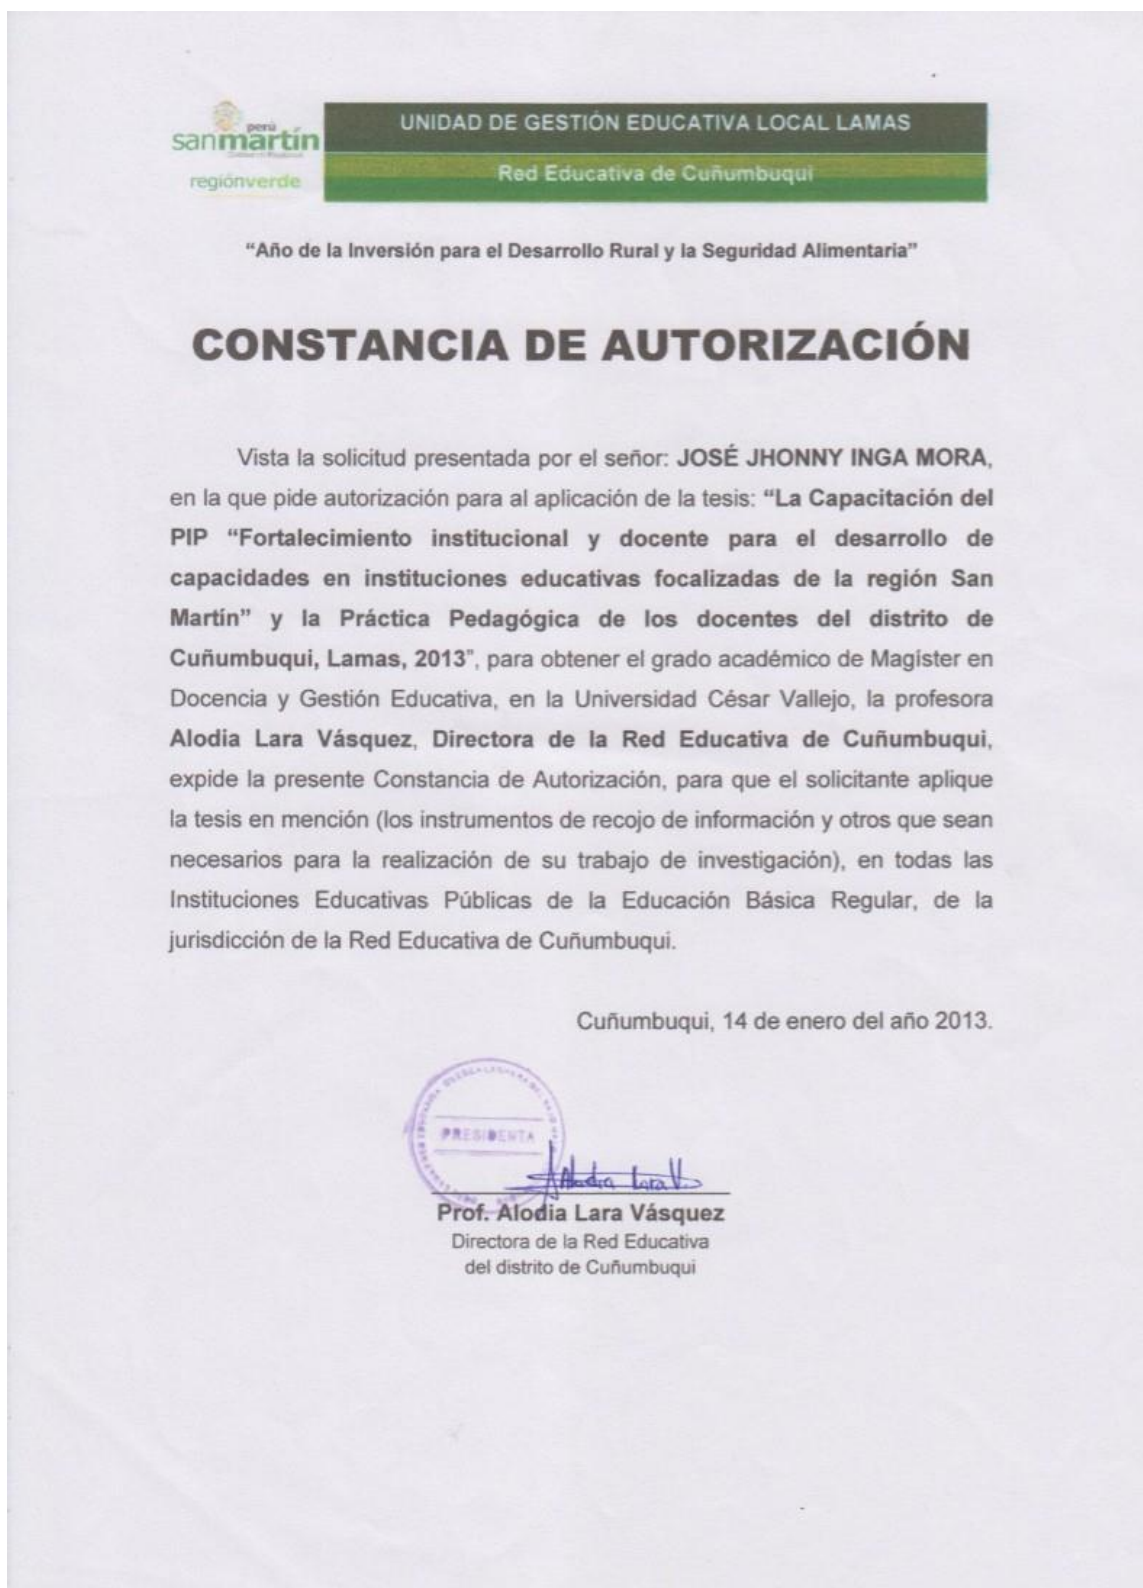 perú
sanmartín
regiónverde
UNIDAD DE GESTIÓN EDUCATIVA LOCAL LAMAS
Red Educativa de Cuñumbuqui
“Año de la Inversión para el Desarrollo Rural y la Seguridad Alimentaria”
CONSTANCIA DE AUTORIZACIÓN
Vista la solicitud presentada por el señor: JOSÉ JHONNY INGA MORA,
en la que pide autorización para al aplicación de la tesis: “La Capacitación del
PIP “Fortalecimiento institucional y docente para el desarrollo de
capacidades en instituciones educativas focalizadas de la región San
Martín” y la Práctica Pedagógica de los docentes del distrito de
Cuñumbuqui, Lamas, 2013”, para obtener el grado académico de Magíster en
Docencia y Gestión Educativa, en la Universidad César Vallejo, la profesora
Alodia Lara Vásquez, Directora de la Red Educativa de Cuñumbuqui,
expide la presente Constancia de Autorización, para que el solicitante aplique
la tesis en mención (los instrumentos de recojo de información y otros que sean
necesarios para la realización de su trabajo de investigación), en todas las
Instituciones Educativas Públicas de la Educación Básica Regular, de la
jurisdicción de la Red Educativa de Cuñumbuqui.
Cuñumbuqui, 14 de enero del año 2013.
PRESIDENTA
Alodia Lara V
Prof. Alodia Lara Vásquez
Directora de la Red Educativa
del distrito de Cuñumbuqui